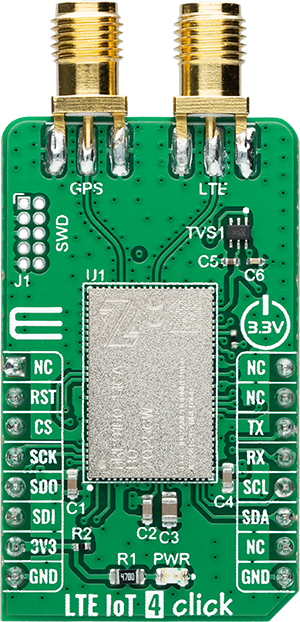 GPS LTE
SWD
J1
TVS1
C5 C6
U1
3.3V
NC NC
RST NC
CS TX
SCK RX
SDO SCL
SDI SDA
3V3 NC
GND GND
C1 C4
C2 C3
R2
R1 PWR
4700
LTE IoT 4 click